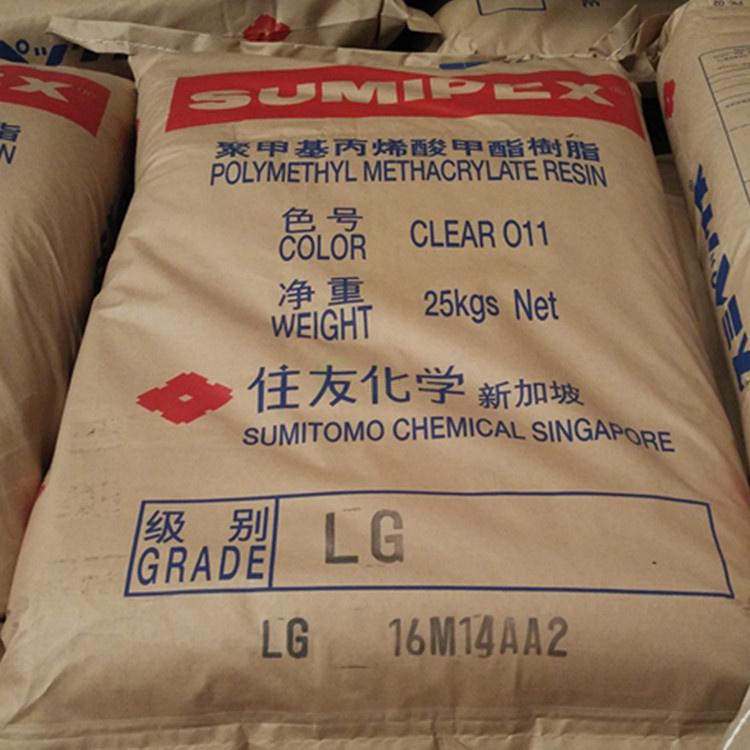 SUMIPEX®
聚甲基丙烯酸甲酯樹脂
POLYMETHYL METHACRYLATE RESIN
色号
COLOR
CLEAR 011
净重
WEIGHT
25kgs Net
住友化学 新加坡
SUMITOMO CHEMICAL SINGAPORE
级别
GRADE
LG
LG 16M14AA2